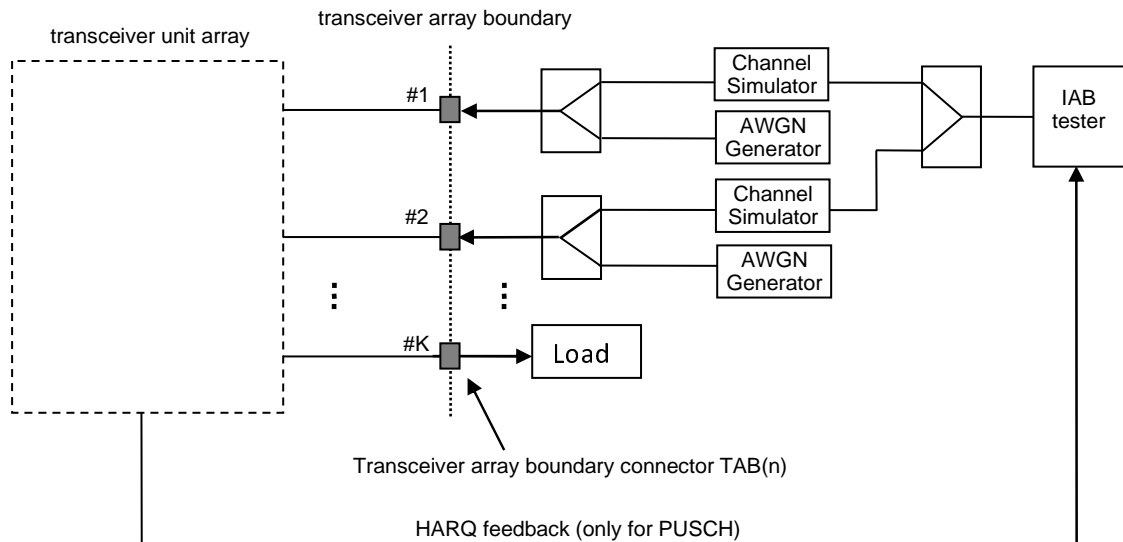 transceiver array boundary
transceiver unit array
#1
Channel
Simulator
AWGN
Generator
IAB
tester
#2
Channel
Simulator
AWGN
Generator
#K
Load
Transceiver array boundary connector TAB(n)
HARQ feedback (only for PUSCH)